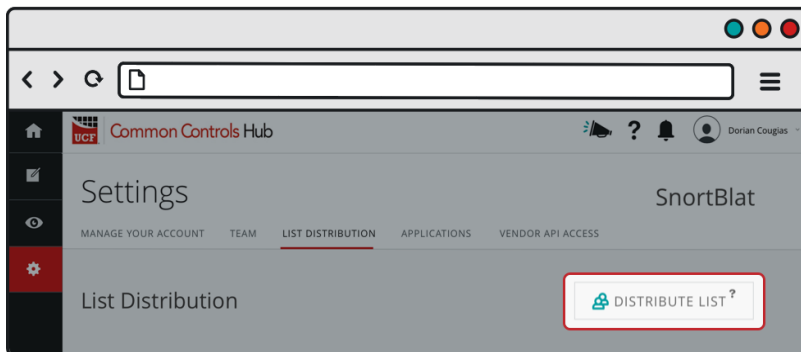 UCF Common Controls Hub ? Dorian Cougias
Settings
SnortBlat
MANAGE YOUR ACCOUNT TEAM LIST DISTRIBUTION APPLICATIONS VENDOR API ACCESS
List Distribution
DISTRIBUTE LIST ?